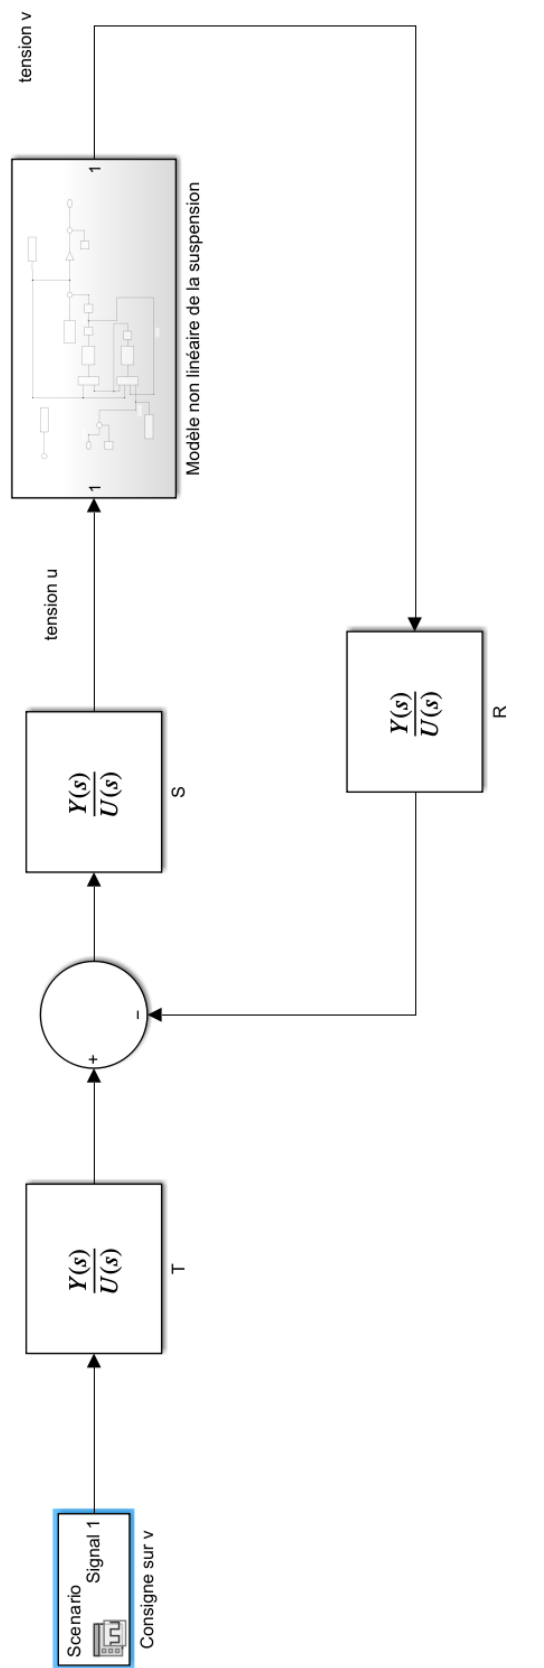 Scenario
Signal 1
Consigne sur v
Y(s)
U(s)
T
+
−
Y(s)
U(s)
S
tension u
1
1
Modèle non linéaire de la suspension
tension v
Y(s)
U(s)
R